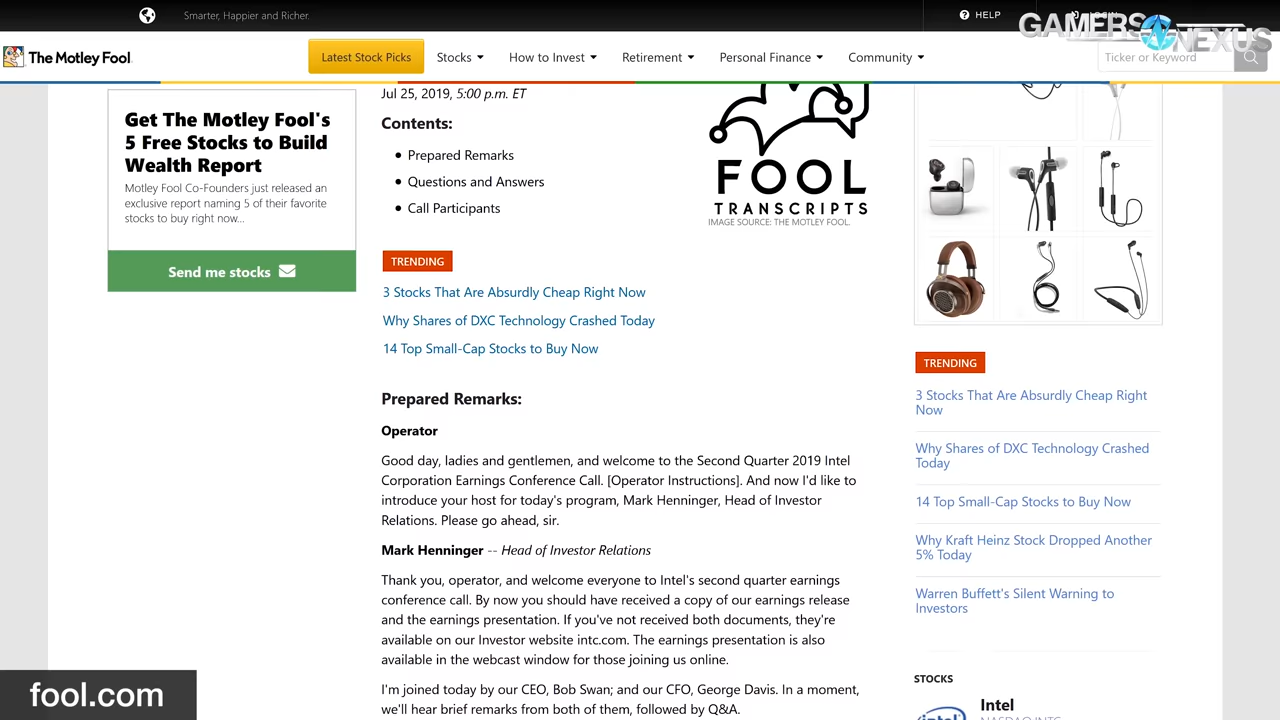 Smarter, Happier and Richer.
HELP
GAMERS NEXUS
The Motley Fool
Latest Stock Picks
Stocks
How to Invest
Retirement
Personal Finance
Community
Ticker or Keyword
Get The Motley Fool's
5 Free Stocks to Build
Wealth Report
Motley Fool Co-Founders just released an
exclusive report naming 5 of their favorite
stocks to buy right now...
Send me stocks
Jul 25, 2019, 5:00 p.m. ET
Contents:
• Prepared Remarks
• Questions and Answers
• Call Participants
FOOL
TRANSCRIPTS
IMAGE SOURCE: THE MOTLEY FOOL.
TRENDING
3 Stocks That Are Absurdly Cheap Right Now
Why Shares of DXC Technology Crashed Today
14 Top Small-Cap Stocks to Buy Now
Prepared Remarks:
Operator
Good day, ladies and gentlemen, and welcome to the Second Quarter 2019 Intel
Corporation Earnings Conference Call. [Operator Instructions]. And now I'd like to
introduce your host for today's program, Mark Henninger, Head of Investor
Relations. Please go ahead, sir.
Mark Henninger -- Head of Investor Relations
Thank you, operator, and welcome everyone to Intel's second quarter earnings
conference call. By now you should have received a copy of our earnings release
and the earnings presentation. If you've not received both documents, they're
available on our Investor website intc.com. The earnings presentation is also
available in the webcast window for those joining us online.
I'm joined today by our CEO, Bob Swan; and our CFO, George Davis. In a moment,
we'll hear brief remarks from both of them, followed by Q&A.
TRENDING
3 Stocks That Are Absurdly Cheap Right
Now
Why Shares of DXC Technology Crashed
Today
14 Top Small-Cap Stocks to Buy Now
Why Kraft Heinz Stock Dropped Another
5% Today
Warren Buffett's Silent Warning to
Investors
STOCKS
Intel
NASDAQ:INTC
fool.com